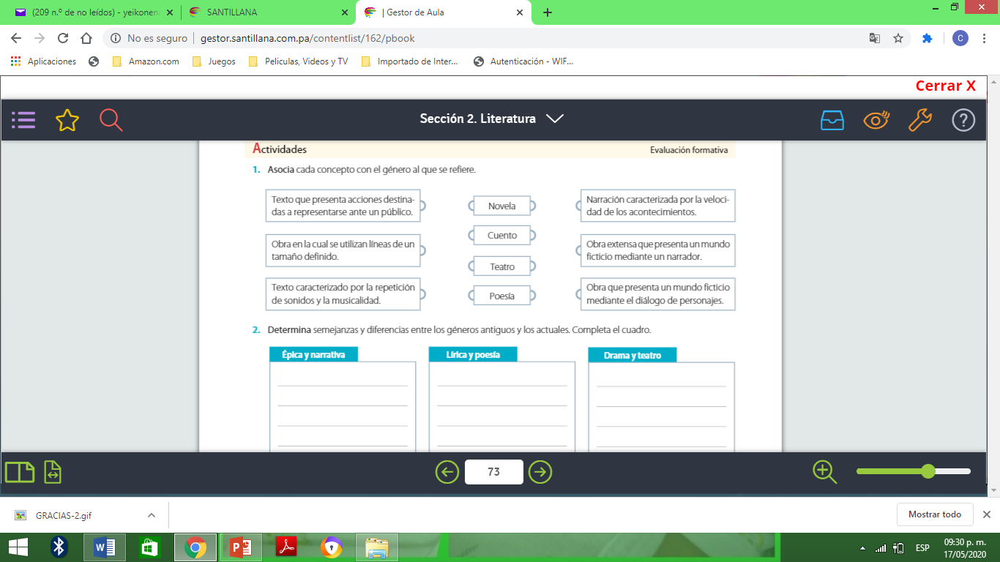 (209 n.º de no leídos) - yeikonen
SANTILLANA
| Gestor de Aula
No es seguro | gestor.santillana.com.pa/contentlist/162/pbook
C
Aplicaciones
Amazon.com
Juegos
Peliculas, Videos y TV
Importado de Inter...
Autenticación - WIF...
Cerrar X
Sección 2. Literatura
Actividades
Evaluación formativa
1. Asocia cada concepto con el género al que se refiere.
Texto que presenta acciones destina-
das a representarse ante un público.
Obra en la cual se utilizan líneas de un
tamaño definido.
Texto caracterizado por la repetición
de sonidos y la musicalidad.
Novela
Cuento
Teatro
Poesía
Narración caracterizada por la veloci-
dad de los acontecimientos.
Obra extensa que presenta un mundo
ficticio mediante un narrador.
Obra que presenta un mundo ficticio
mediante el diálogo de personajes.
2. Determina semejanzas y diferencias entre los géneros antiguos y los actuales. Completa el cuadro.
Épica y narrativa
Lírica y poesía
Drama y teatro
73
GRACIAS-2.gif
Mostrar todo
ESP
09:30 p. m.
17/05/2020